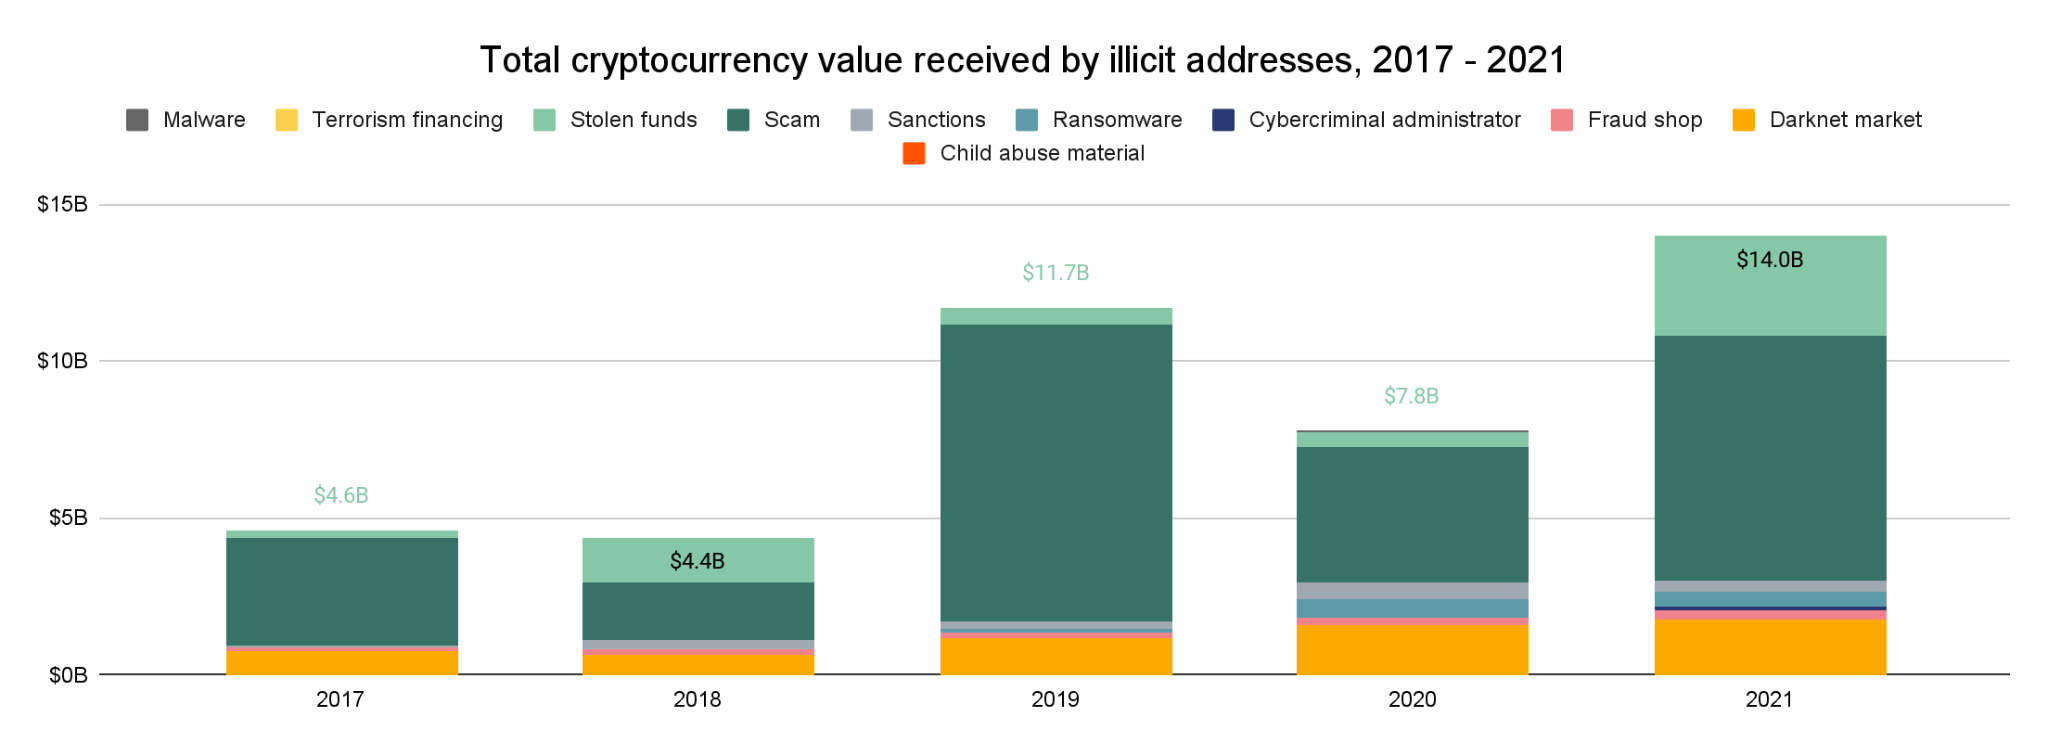 Total cryptocurrency value received by illicit addresses, 2017 - 2021
Malware Terrorism financing Stolen funds Scam Sanctions Ransomware Cybercriminal administrator Fraud shop Darknet market
Child abuse material
$15B
$11.7B
$14.0B
$10B
$7.8B
$4.6B
$5B
$4.4B
$0B
2017 2018 2019 2020 2021